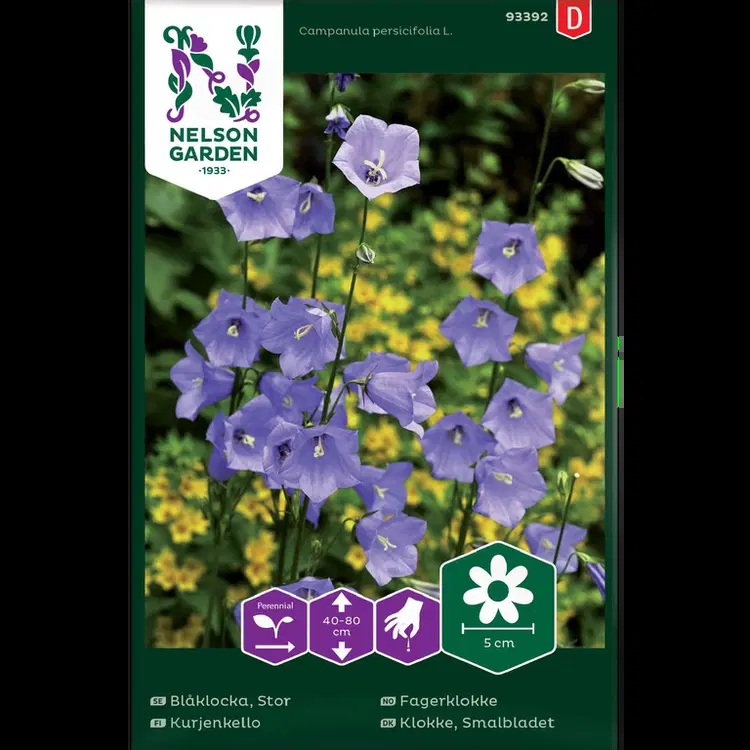 Campanula persicifolia L.
93392
D
NELSON
GARDEN
·1933·
Perennial
40-80
cm
5 cm
SE Blåklocka, Stor
NO Fagerklokke
FI Kurjenkello
DK Klokke, Smalbladet